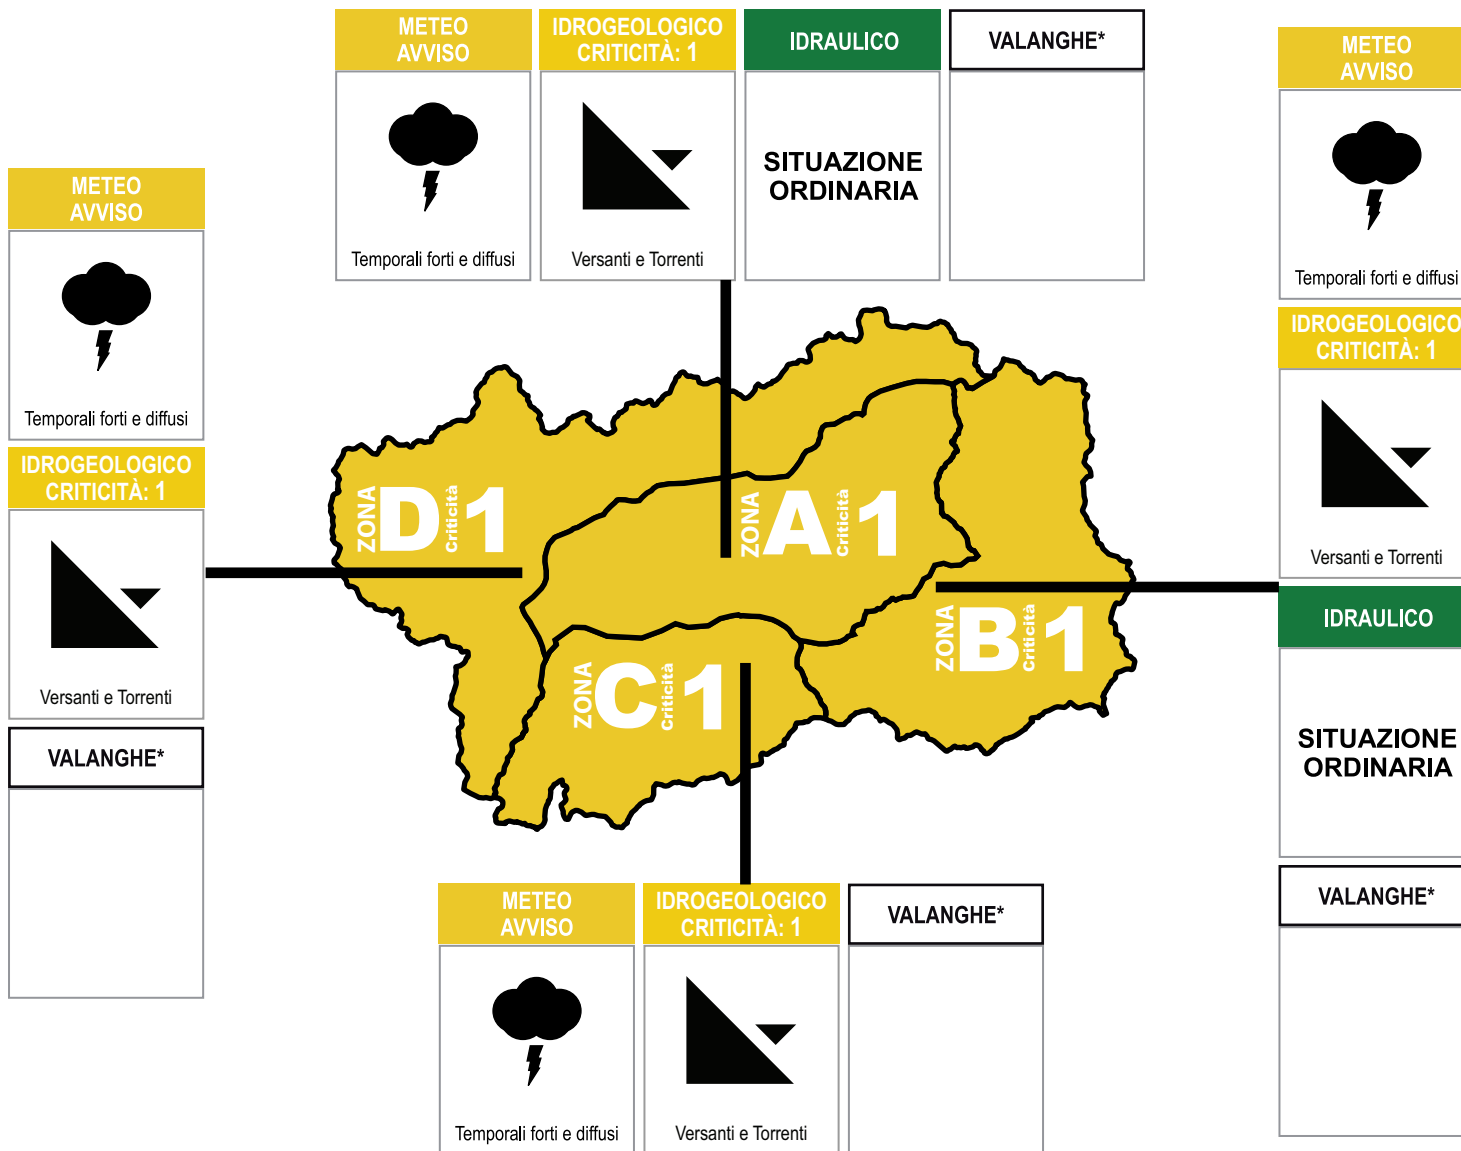 METEO
AVVISO
Temporali forti e diffusi
IDROGEOLOGICO
CRITICITÀ: 1
Versanti e Torrenti
IDRAULICO
SITUAZIONE
ORDINARIA
VALANGHE*
METEO
AVVISO
Temporali forti e diffusi
IDROGEOLOGICO
CRITICITÀ: 1
Versanti e Torrenti
VALANGHE*
ZONA D Criticità 1
ZONA A Criticità 1
ZONA B Criticità 1
ZONA C Criticità 1
METEO
AVVISO
Temporali forti e diffusi
IDROGEOLOGICO
CRITICITÀ: 1
Versanti e Torrenti
IDRAULICO
SITUAZIONE
ORDINARIA
VALANGHE*
METEO
AVVISO
Temporali forti e diffusi
IDROGEOLOGICO
CRITICITÀ: 1
Versanti e Torrenti
VALANGHE*